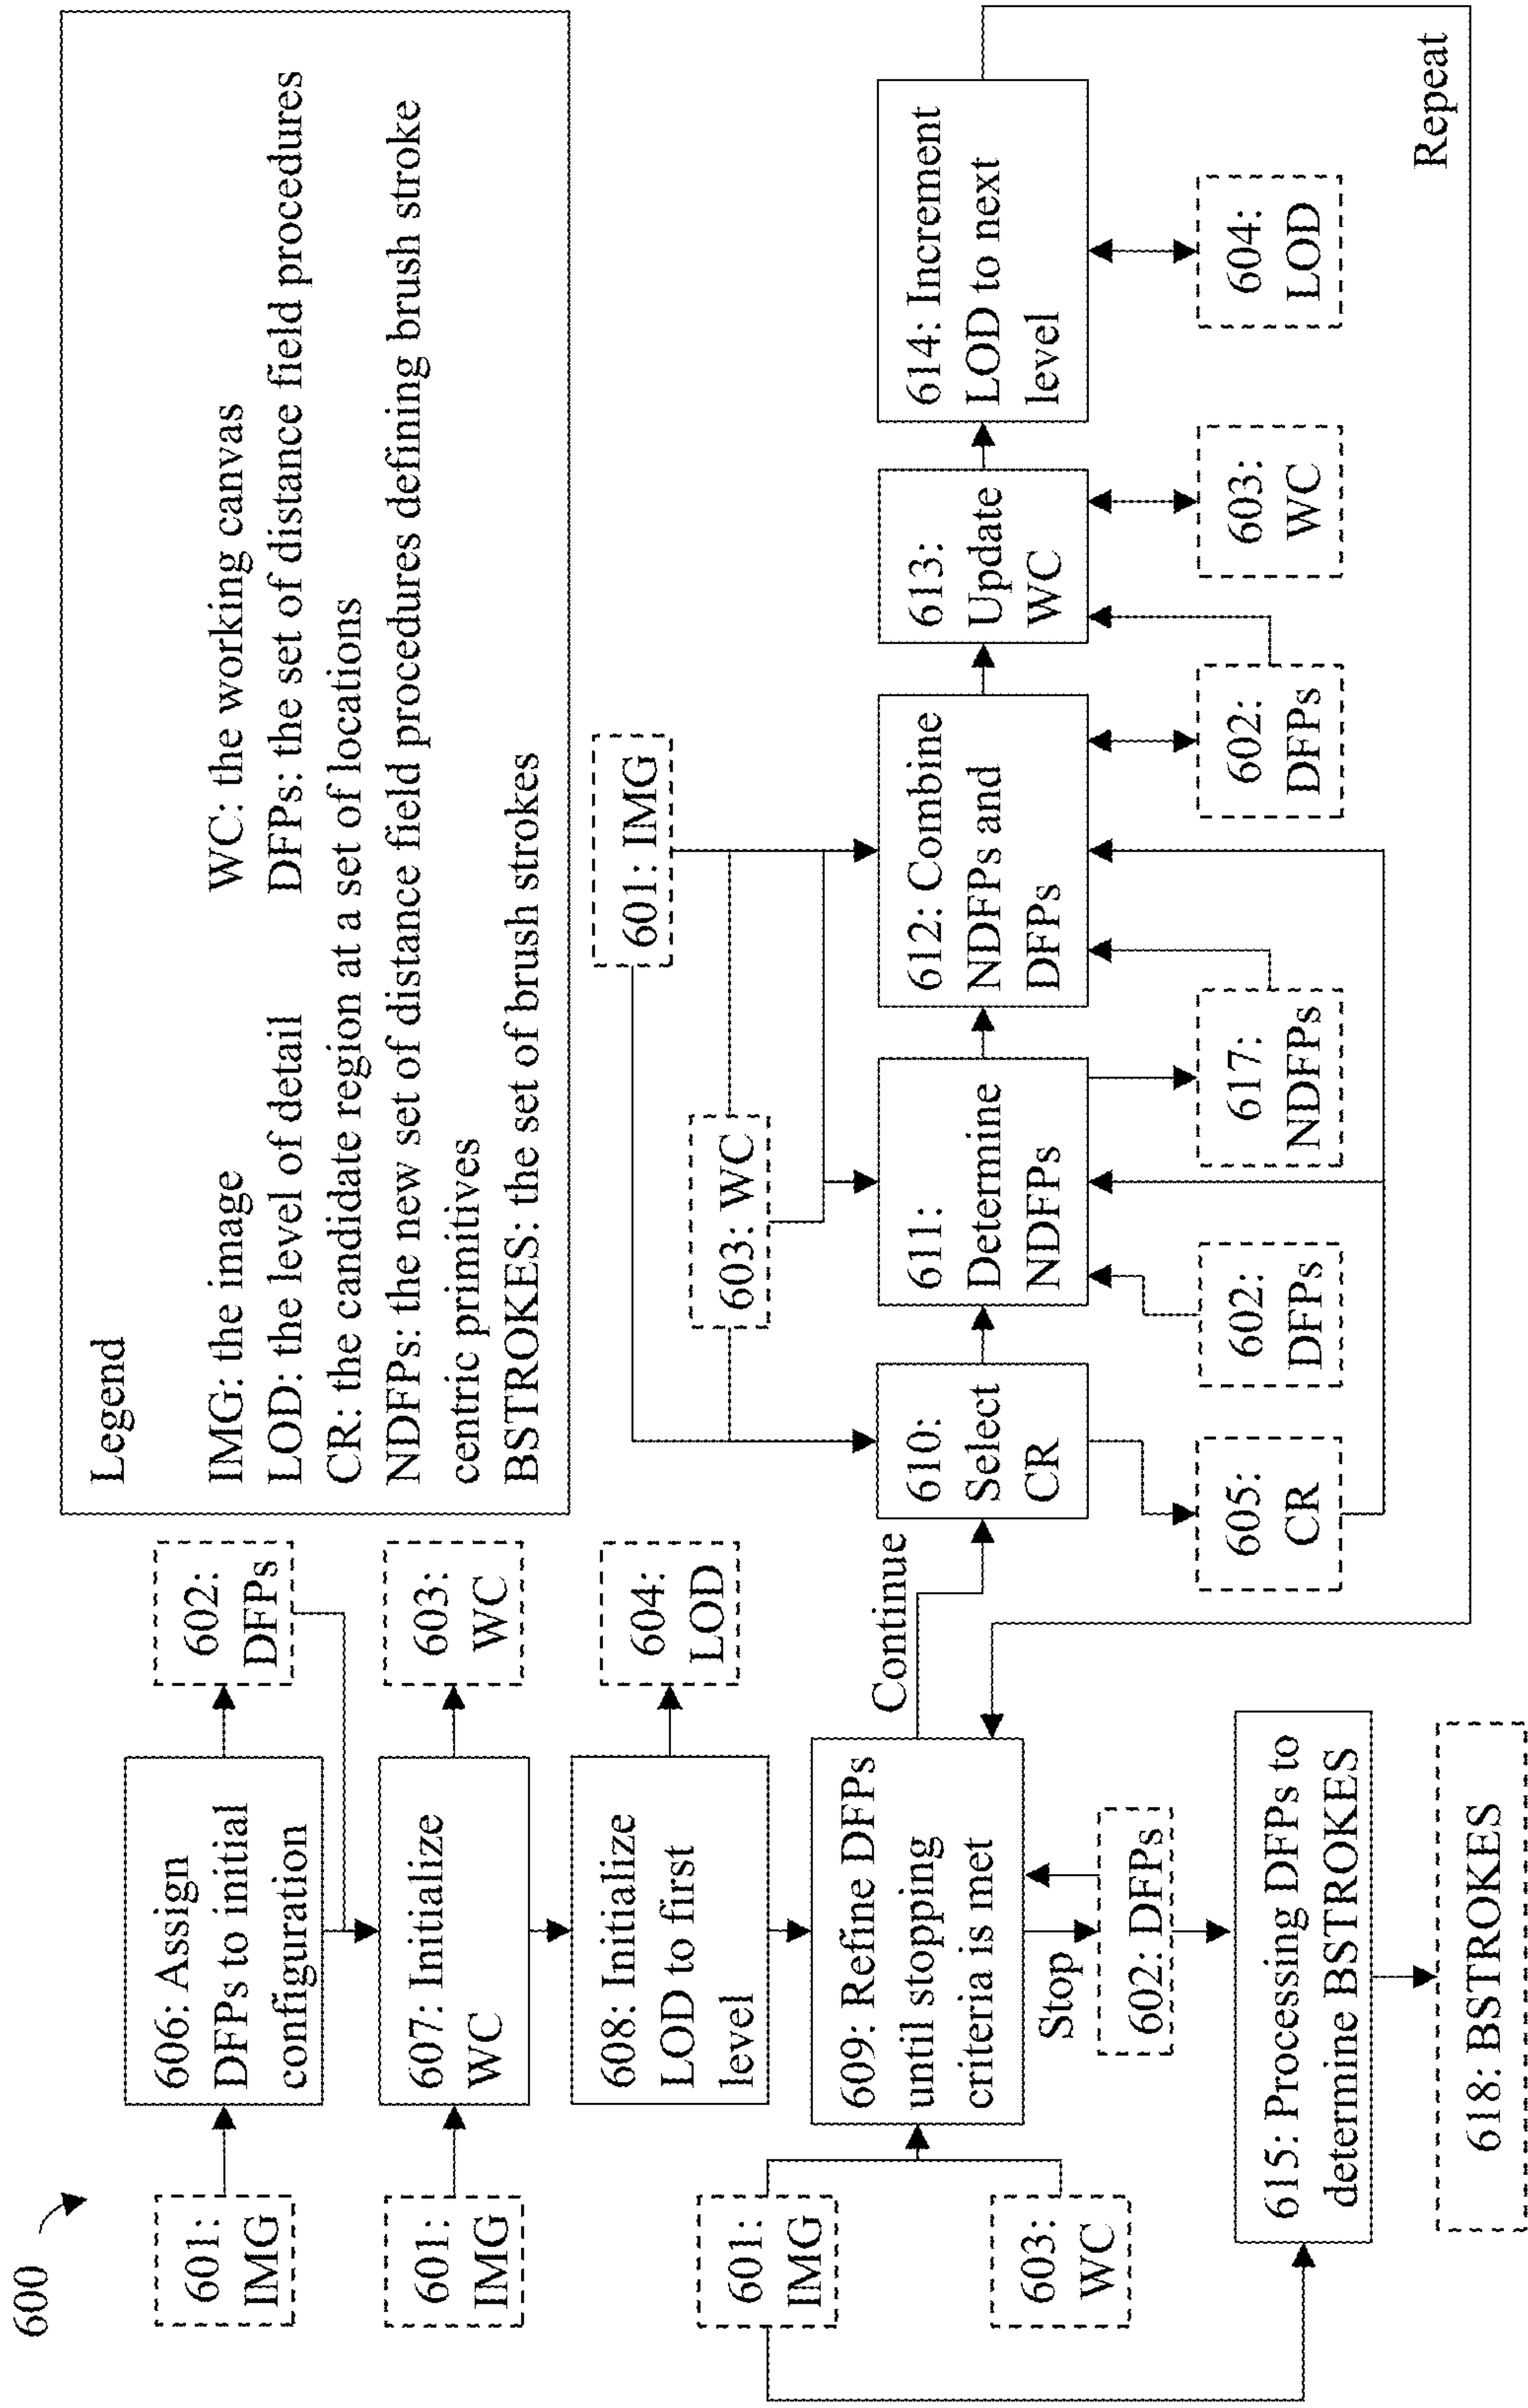 600
601:
IMG
606: Assign
DFPs to initial
configuration
602:
DFPs
601:
IMG
607: Initialize
WC
603:
WC
608: Initialize
LOD to first
level
604:
LOD
601:
IMG
603:
WC
609: Refine DFPs
until stopping
criteria is met
Continue
Stop
602: DFPs
615: Processing DFPs to
determine BSTROKES
618: BSTROKES
Legend
IMG: the image
WC: the working canvas
LOD: the level of detail
DFPs: the set of distance field procedures
CR: the candidate region at a set of locations
NDFPs: the new set of distance field procedures defining brush stroke
centric primitives
BSTROKES: the set of brush strokes
601: IMG
603: WC
610:
Select
CR
611:
Determine
NDFPs
612: Combine
NDFPs and
DFPs
613:
Update
WC
614: Increment
LOD to next
level
605:
CR
602:
DFPs
617:
NDFPs
602:
DFPs
603:
WC
604:
LOD
Repeat